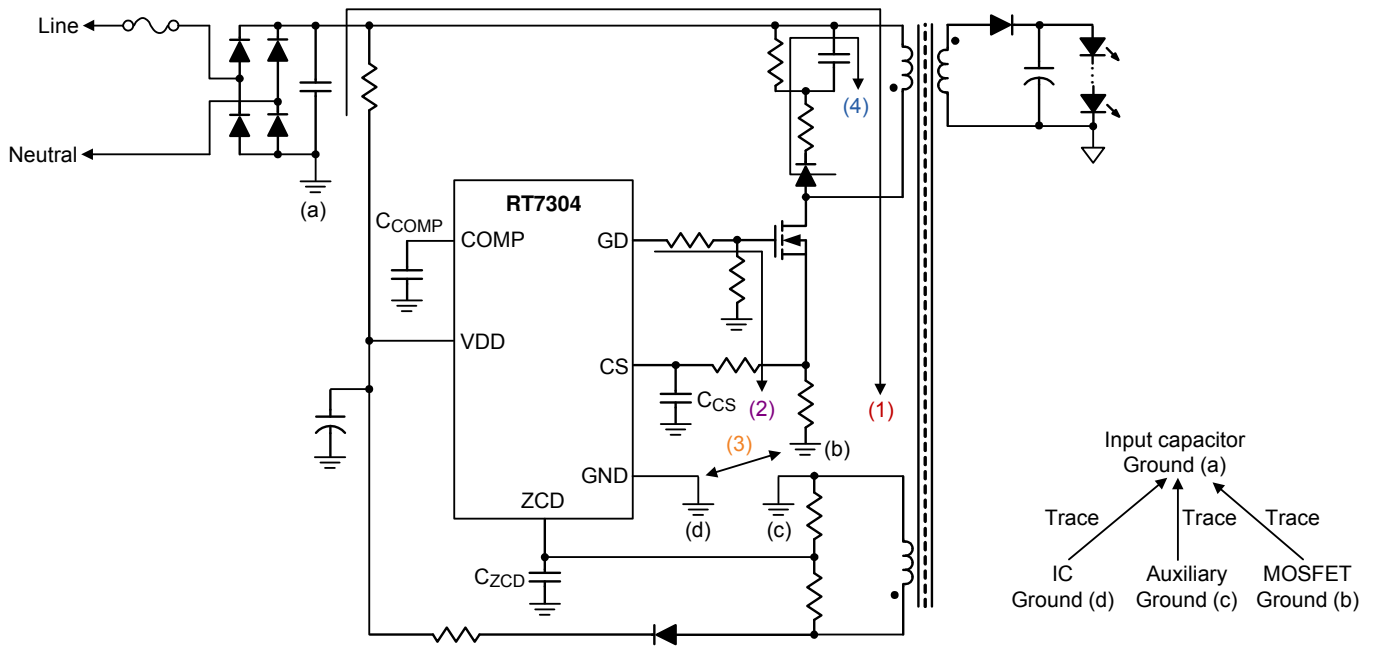 Line
Neutral
(a)
(4)
RT7304
CCOMP
COMP
GD
VDD
CS
CCS
(2)
(1)
(3)
(b)
GND
ZCD
(d)
(c)
CZCD
Input capacitor
Ground (a)
Trace
Trace
Trace
IC
Ground (d)
Auxiliary
Ground (c)
MOSFET
Ground (b)